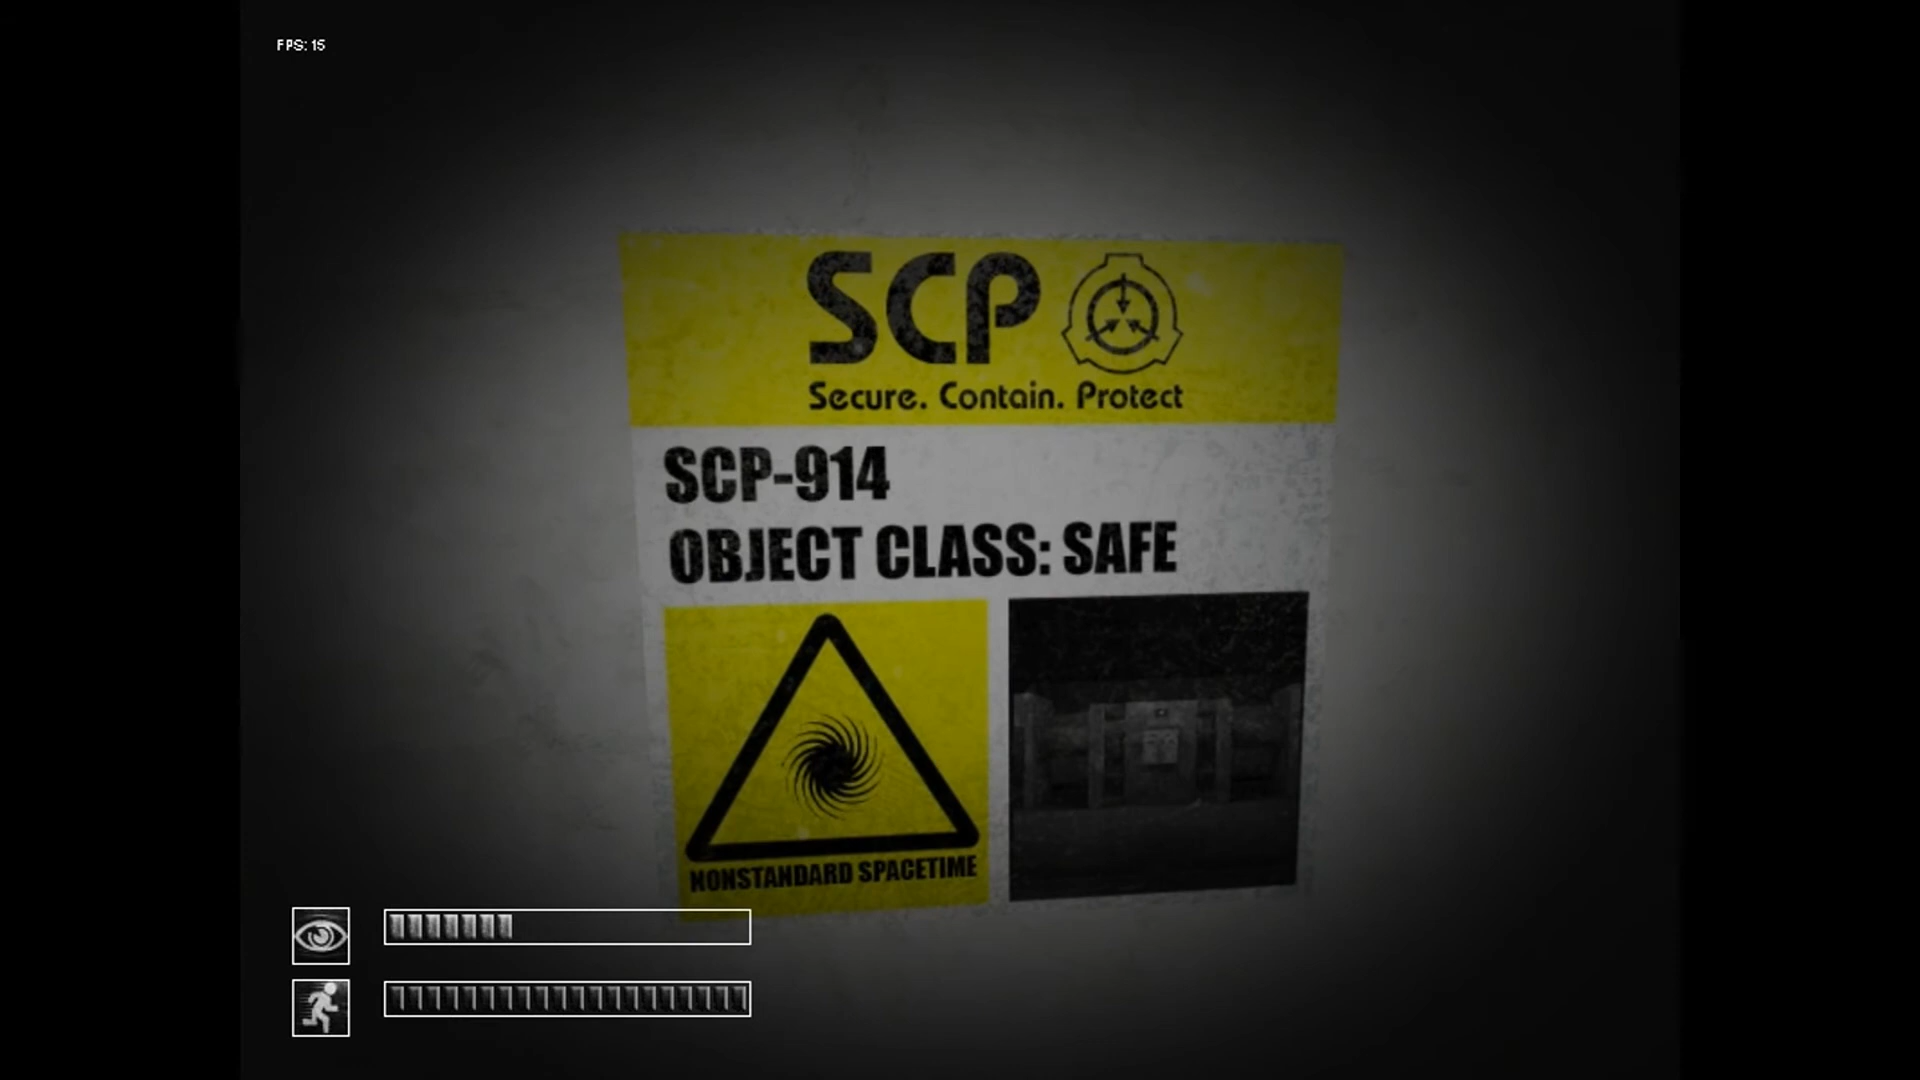 FPS: 15
SCP
Secure. Contain. Protect
SCP-914
OBJECT CLASS: SAFE
NONSTANDARD SPACETIME